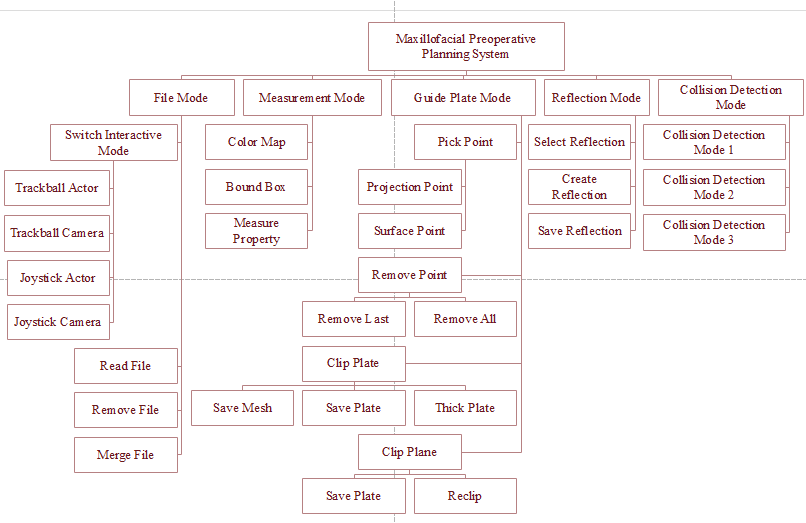 Maxillofacial Preoperative
Planning System
File Mode
Measurement Mode
Guide Plate Mode
Reflection Mode
Collision Detection
Mode
Switch Interactive
Mode
Color Map
Pick Point
Select Reflection
Collision Detection
Mode 1
Trackball Actor
Bound Box
Projection Point
Create
Reflection
Collision Detection
Mode 2
Trackball Camera
Measure
Property
Surface Point
Save Reflection
Collision Detection
Mode 3
Joystick Actor
Remove Point
Joystick Camera
Remove Last
Remove All
Read File
Clip Plate
Remove File
Save Mesh
Save Plate
Thick Plate
Merge File
Clip Plane
Save Plate
Reclip